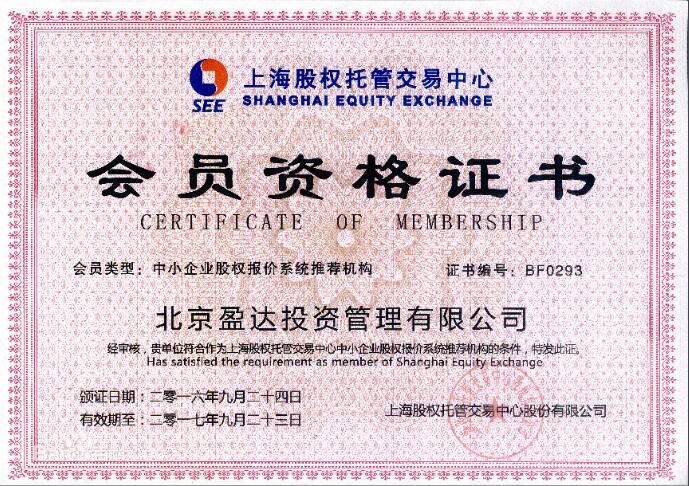 上海股权托管交易中心
SEE SHANGHAI EQUITY EXCHANGE
会员资格证书
CERTIFICATE OF MEMBERSHIP
会员类型：中小企业股权报价系统推荐机构 证书编号：BF0293
北京盈达投资管理有限公司
经审核，贵单位符合作为上海股权托管交易中心中小企业股权报价系统推荐机构的条件，特发此证。
Has satisfied the requirement as member of Shanghai Equity Exchange
颁证日期：二零一六年九月二十四日
有效期至：二零一七年九月二十三日
上海股权托管交易中心股份有限公司